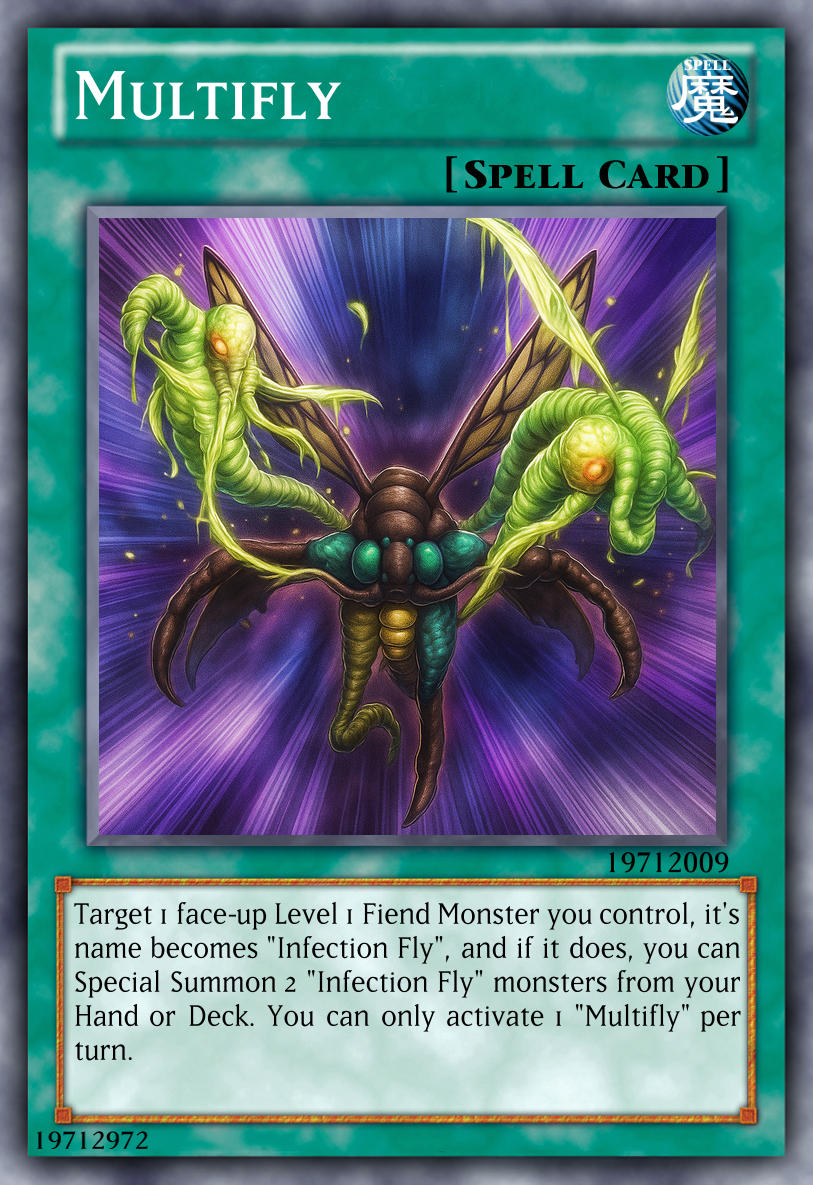 Multifly
SPELL
魔
[Spell Card]
19712009
Target 1 face-up Level 1 Fiend Monster you control, it's
name becomes "Infection Fly", and if it does, you can
Special Summon 2 "Infection Fly" monsters from your
Hand or Deck. You can only activate 1 "Multifly" per
turn.
19712972